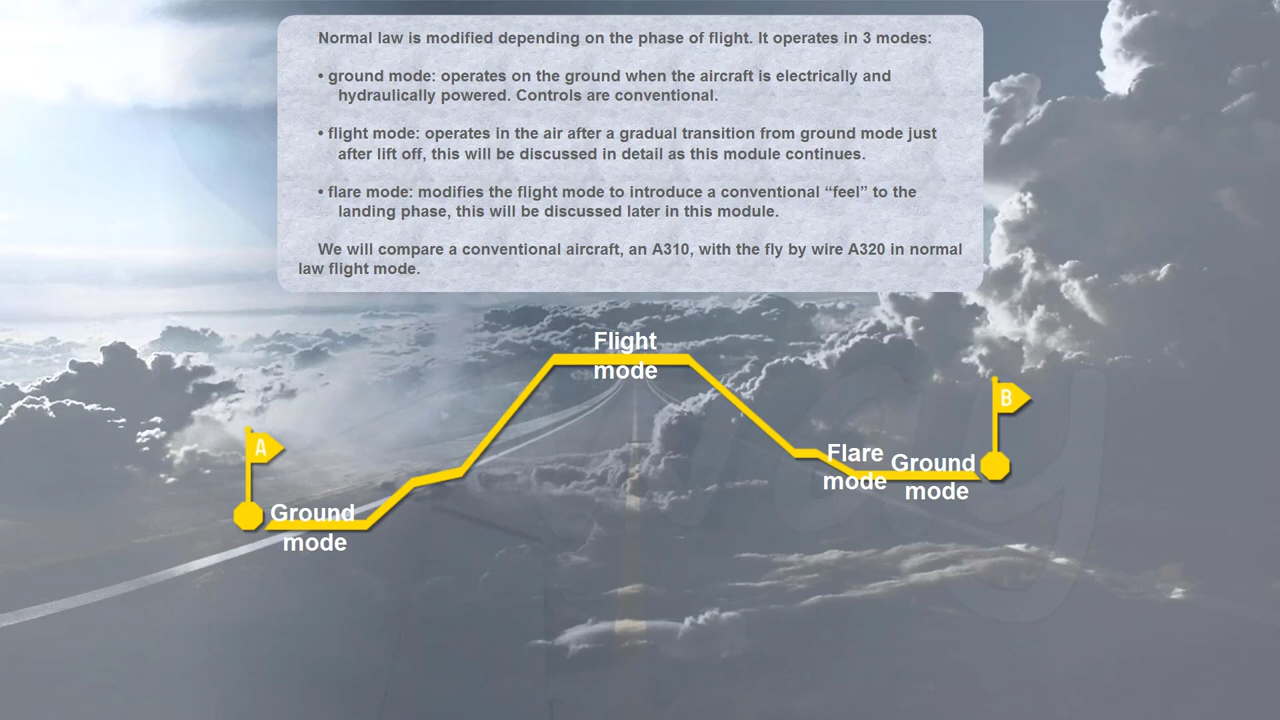 Normal law is modified depending on the phase of flight. It operates in 3 modes:
• ground mode: operates on the ground when the aircraft is electrically and
hydraulically powered. Controls are conventional.
• flight mode: operates in the air after a gradual transition from ground mode just
after lift off, this will be discussed in detail as this module continues.
• flare mode: modifies the flight mode to introduce a conventional “feel” to the
landing phase, this will be discussed later in this module.
We will compare a conventional aircraft, an A310, with the fly by wire A320 in normal
law flight mode.
Flight
mode
A
Ground
mode
Flare
mode
Ground
mode
B